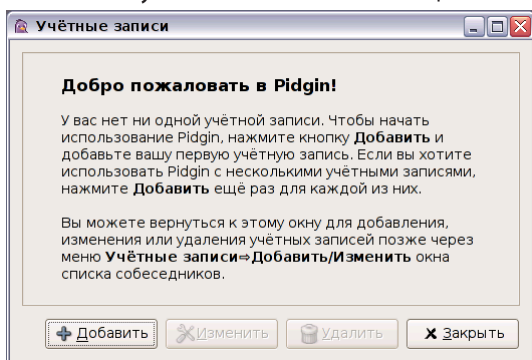 Учётные записи
Добро пожаловать в Pidgin!
У вас нет ни одной учётной записи. Чтобы начать
использование Pidgin, нажмите кнопку Добавить и
добавьте вашу первую учётную запись. Если вы хотите
использовать Pidgin с несколькими учётными записями,
нажмите Добавить ещё раз для каждой из них.
Вы можете вернуться к этому окну для добавления,
изменения или удаления учётных записей позже через
меню Учётные записи⇨Добавить/Изменить окна
списка собеседников.
Добавить Изменить Удалить Закрыть